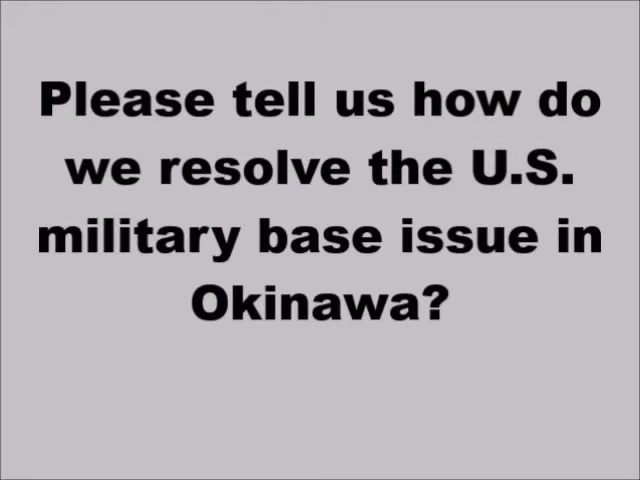 Please tell us how do
we resolve the U.S.
military base issue in
Okinawa?